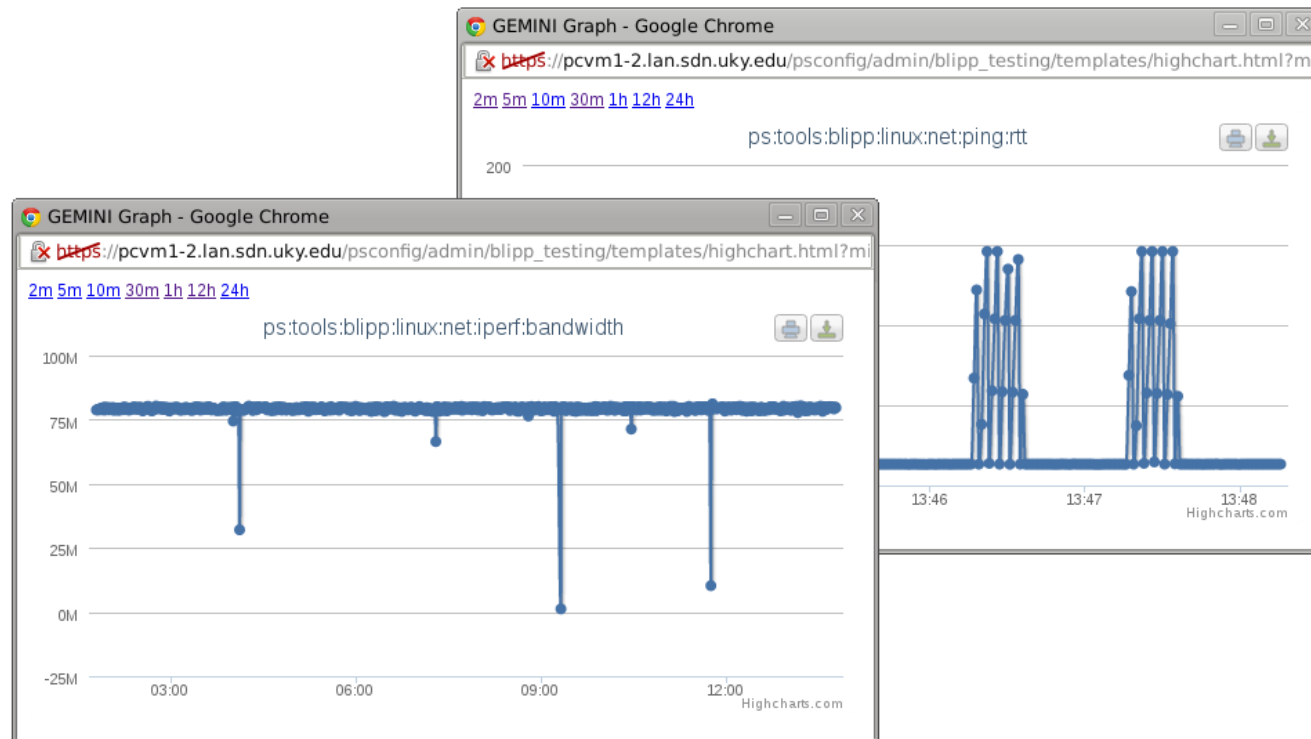 GEMINI Graph - Google Chrome
https://pcvm1-2.lan.sdn.uky.edu/psconfig/admin/blipp_testing/templates/highchart.html?m
2m 5m 10m 30m 1h 12h 24h
ps:tools:blipp:linux:net:ping:rtt
200
13:46 13:47 13:48
Highcharts.com
GEMINI Graph - Google Chrome
https://pcvm1-2.lan.sdn.uky.edu/psconfig/admin/blipp_testing/templates/highchart.html?mi
2m 5m 10m 30m 1h 12h 24h
ps:tools:blipp:linux:net:iperf:bandwidth
100M
75M
50M
25M
0M
-25M
03:00 06:00 09:00 12:00
Highcharts.com